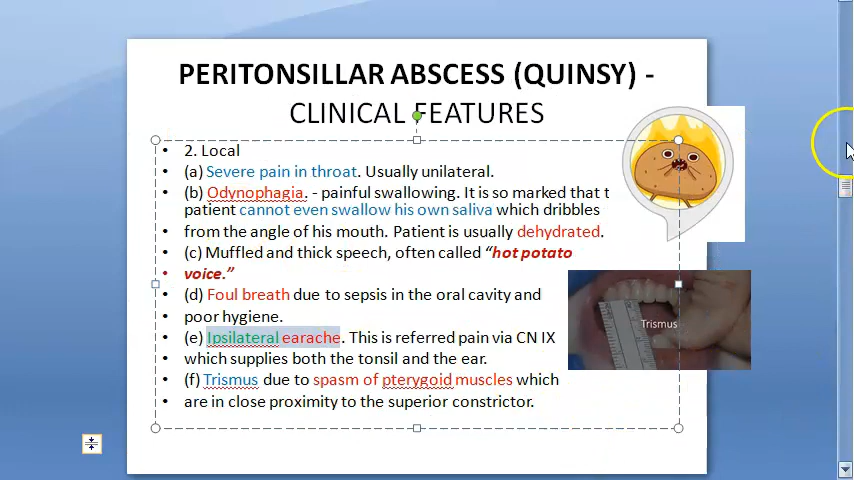 PERITONSILLAR ABSCESS (QUINSY) -
CLINICAL FEATURES
• 2. Local
• (a) Severe pain in throat. Usually unilateral.
• (b) Odynophagia. - painful swallowing. It is so marked that t
patient cannot even swallow his own saliva which dribbles
• from the angle of his mouth. Patient is usually dehydrated.
• (c) Muffled and thick speech, often called “hot potato
• voice.”
• (d) Foul breath due to sepsis in the oral cavity and
• poor hygiene.
• (e) Ipsilateral earache. This is referred pain via CN IX
• which supplies both the tonsil and the ear.
• (f) Trismus due to spasm of pterygoid muscles which
• are in close proximity to the superior constrictor.
Trismus